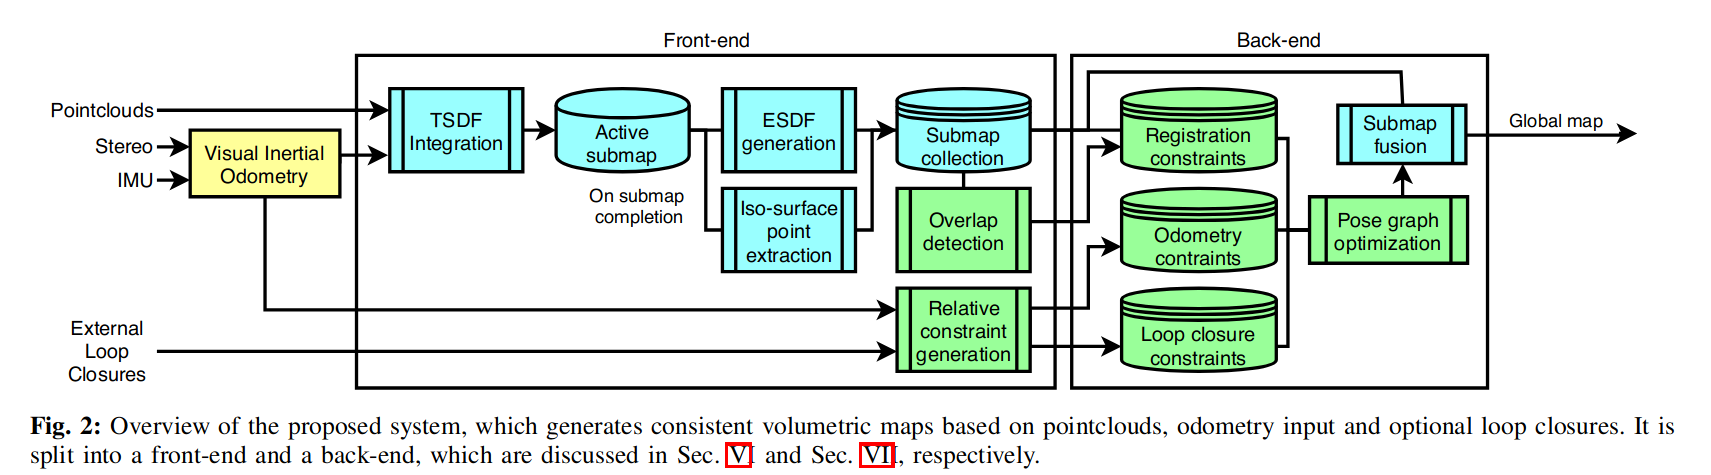 Front-end
Back-end
Pointclouds
Stereo
IMU
Visual Inertial
Odometry
TSDF
Integration
Active
submap
On submap
completion
ESDF
generation
Iso-surface
point
extraction
Submap
collection
Overlap
detection
Relative
constraint
generation
External
Loop
Closures
Registration
constraints
Odometry
contraints
Loop closure
constraints
Submap
fusion
Pose graph
optimization
Global map
Fig. 2: Overview of the proposed system, which generates consistent volumetric maps based on pointclouds, odometry input and optional loop closures. It is
split into a front-end and a back-end, which are discussed in Sec. VI and Sec. VII, respectively.